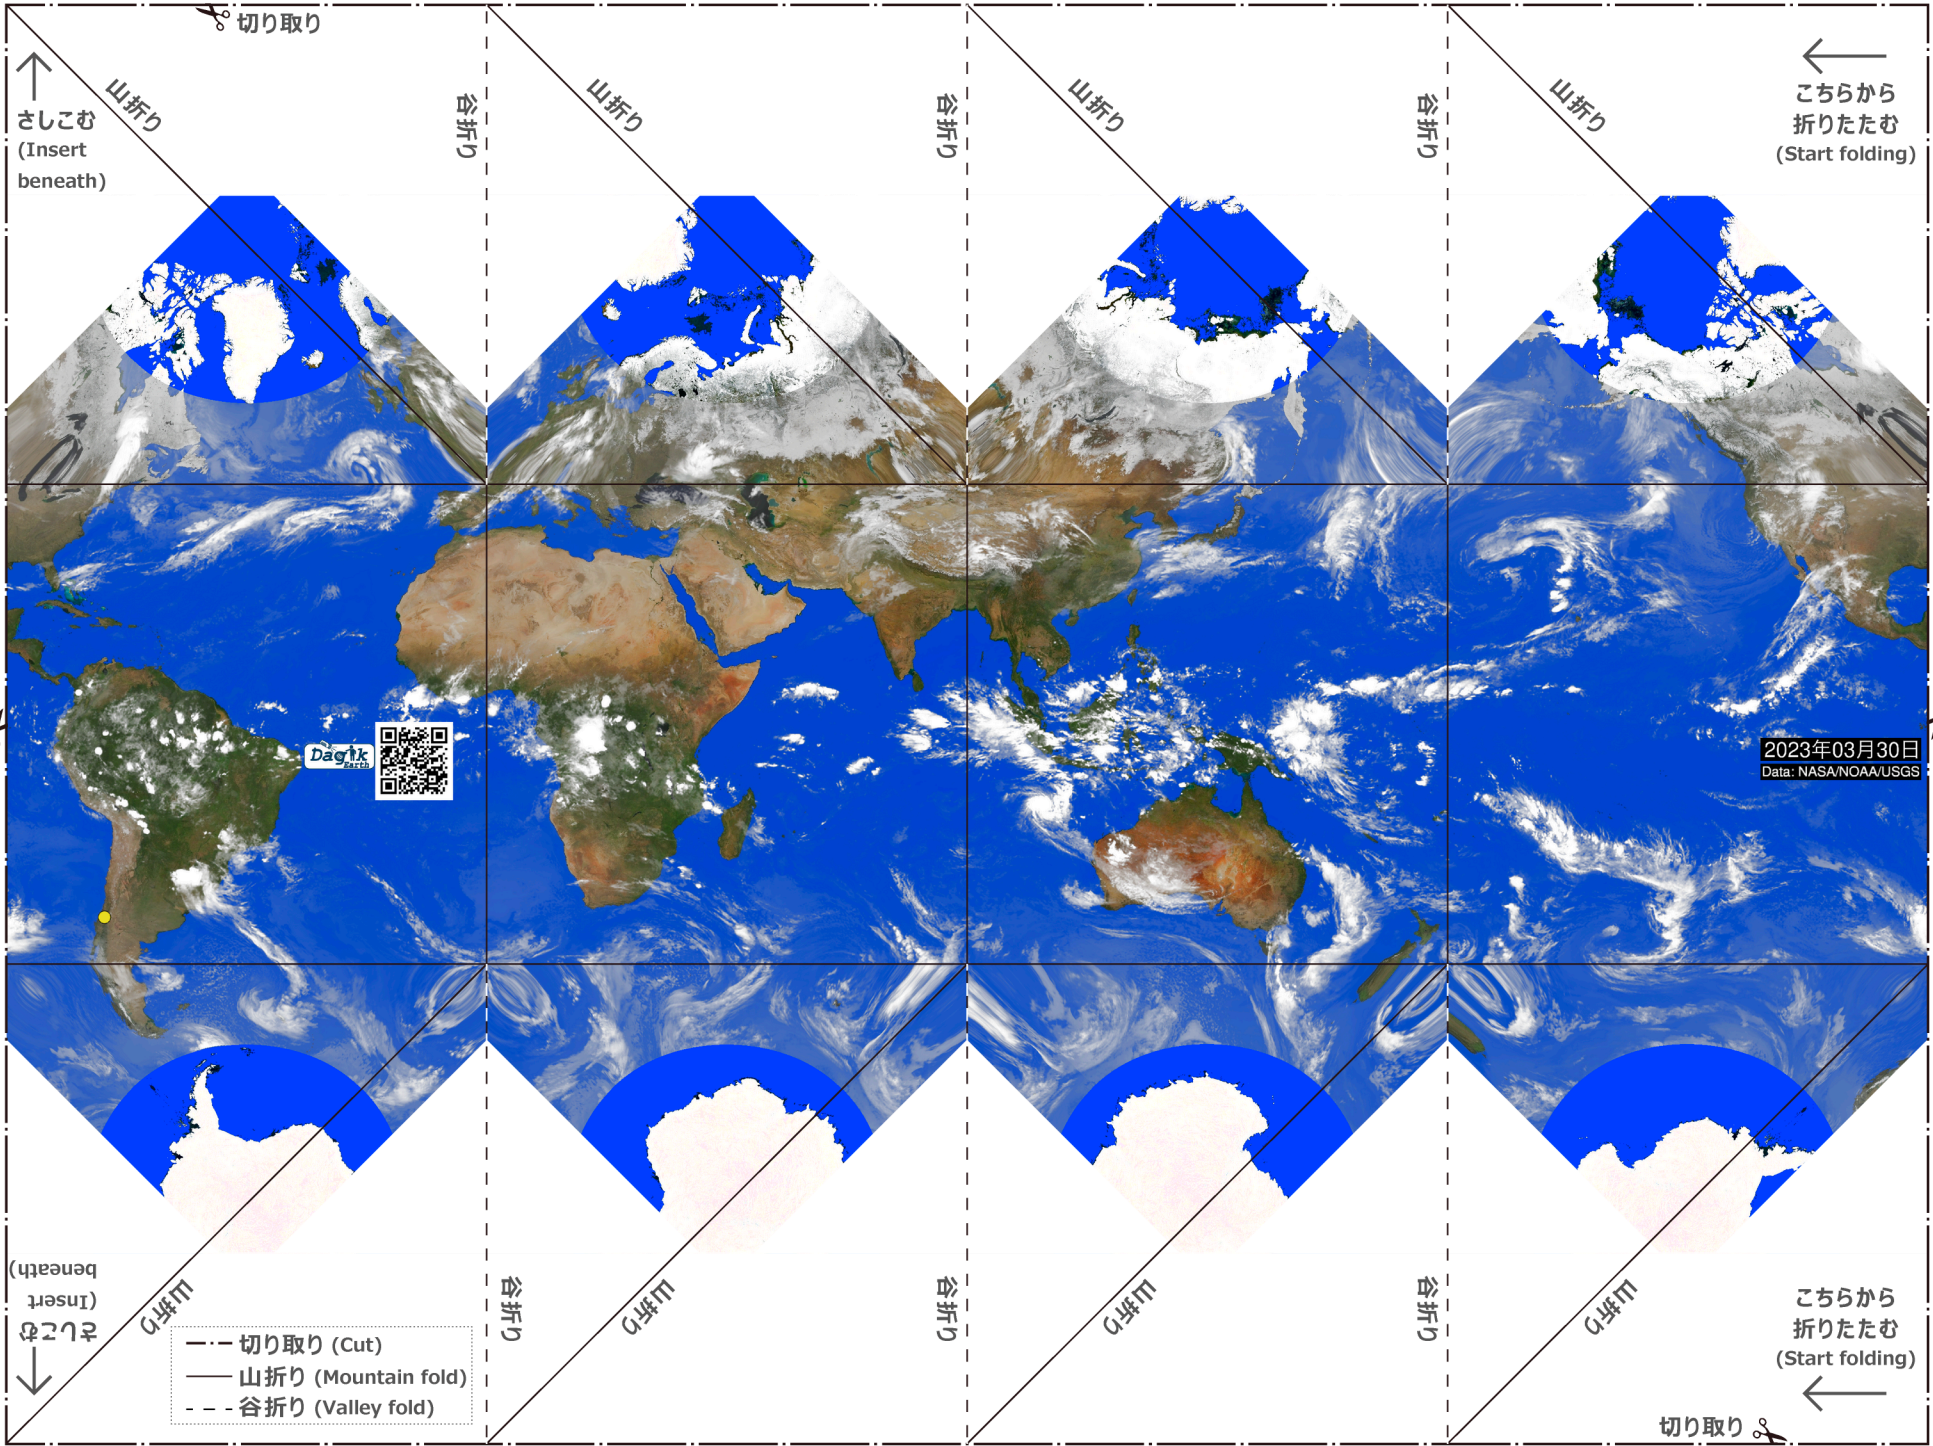 切り取り
山折り
谷折り
山折り
谷折り
山折り
谷折り
山折り
こちらから
折りたたむ
(Start folding)
さしこむ
(Insert
beneath)
Dagik
Earth
2023年03月30日
Data: NASA/NOAA/USGS
さしこむ
(Insert
beneath)
山折り
谷折り
山折り
谷折り
山折り
谷折り
山折り
こちらから
折りたたむ
(Start folding)
切り取り (Cut)
山折り (Mountain fold)
谷折り (Valley fold)
切り取り